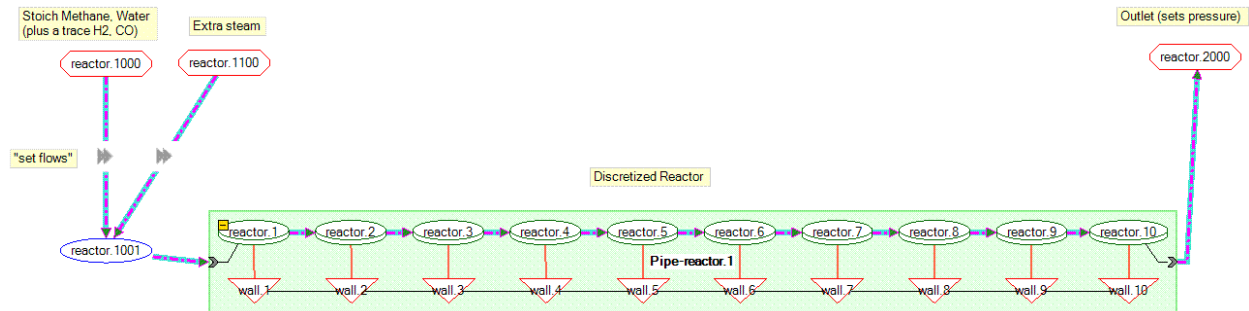 Stoich Methane, Water
(plus a trace H2, CO)
Extra steam
Outlet (sets pressure)
reactor.1000
reactor.1100
reactor.2000
"set flows"
Discretized Reactor
reactor.1001
reactor.1
reactor.2
reactor.3
reactor.4
reactor.5
reactor.6
reactor.7
reactor.8
reactor.9
reactor.10
Pipe-reactor.1
wall.1
wall.2
wall.3
wall.4
wall.5
wall.6
wall.7
wall.8
wall.9
wall.10